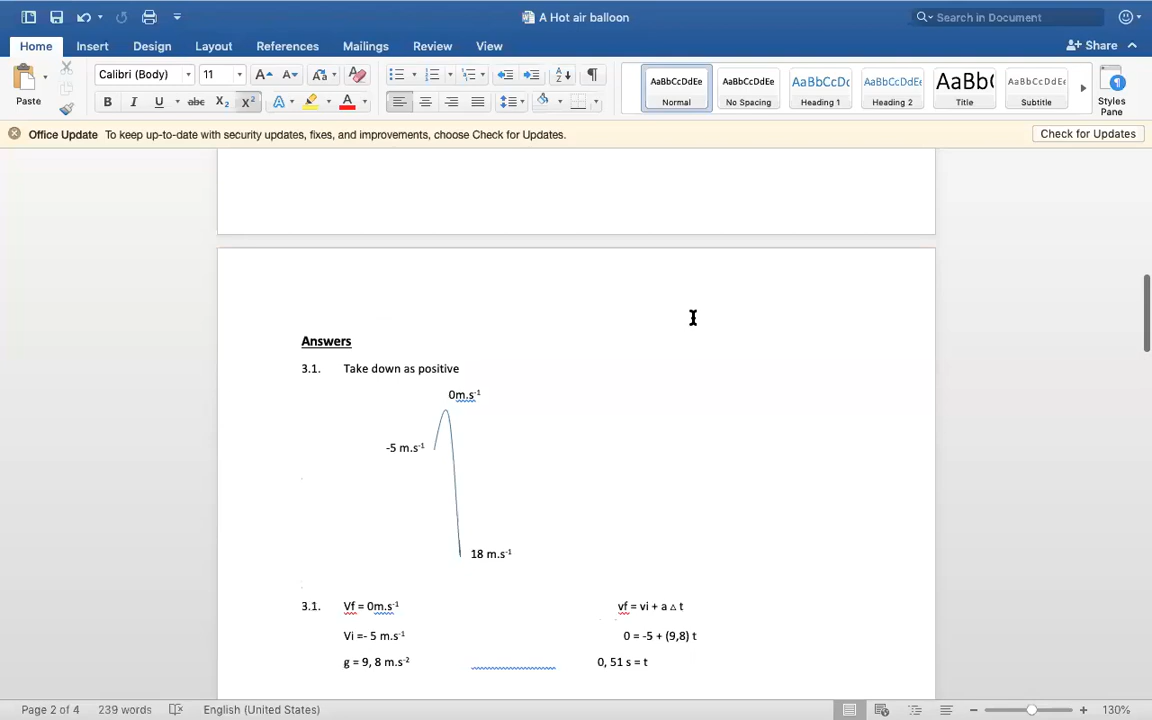 A Hot air balloon
Search in Document
Home Insert Design Layout References Mailings Review View
Share
Paste
Calibri (Body) 11
B I U abc X2 X2
AaBbCcDdEe AaBbCcDdEe AaBbCcDc AaBbCcDdEe AaBb( AaBbCcDdEe
Normal No Spacing Heading 1 Heading 2 Title Subtitle
Styles Pane
Office Update To keep up-to-date with security updates, fixes, and improvements, choose Check for Updates.
Check for Updates
Answers
3.1. Take down as positive
0m.s-1
-5 m.s-1
18 m.s-1
3.1. Vf = 0m.s-1 vf = vi + a △ t
Vi =- 5 m.s-1 0 = -5 + (9,8) t
g = 9, 8 m.s-2 0, 51 s = t
Page 2 of 4 239 words English (United States) 130%